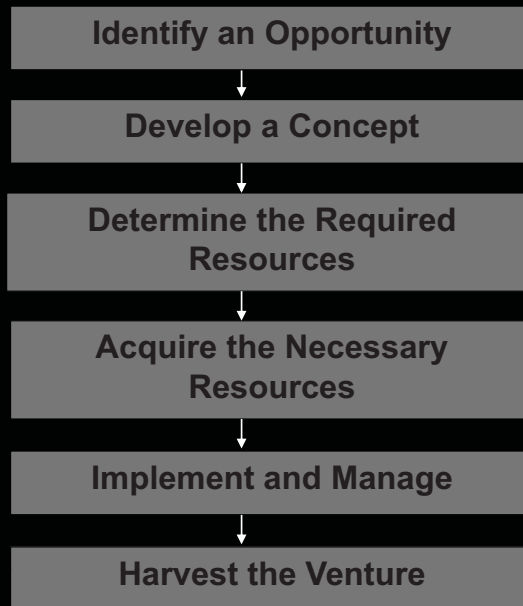 Identify an Opportunity
Develop a Concept
Determine the Required
Resources
Acquire the Necessary
Resources
Implement and Manage
Harvest the Venture